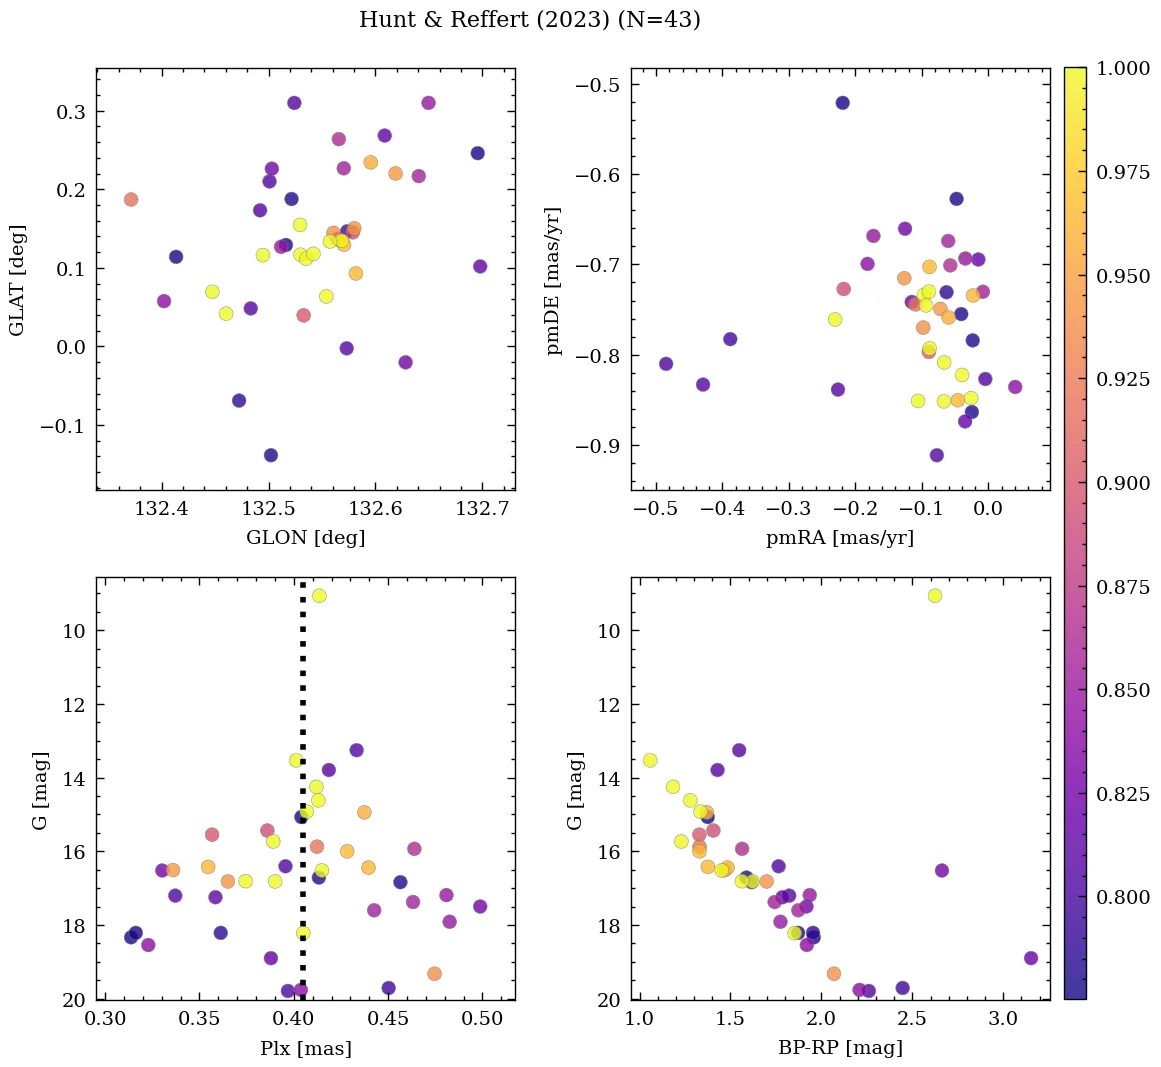 Hunt & Reffert (2023) (N=43)
0.3
0.2
0.1
0.0
−0.1
GLAT [deg]
132.4 132.5 132.6 132.7
GLON [deg]
−0.5
−0.6
−0.7
−0.8
−0.9
pmDE [mas/yr]
−0.5 −0.4 −0.3 −0.2 −0.1 0.0
pmRA [mas/yr]
10
12
14
16
18
20
G [mag]
0.30 0.35 0.40 0.45 0.50
Plx [mas]
10
12
14
16
18
20
G [mag]
1.0 1.5 2.0 2.5 3.0
BP-RP [mag]
1.000
0.975
0.950
0.925
0.900
0.875
0.850
0.825
0.800